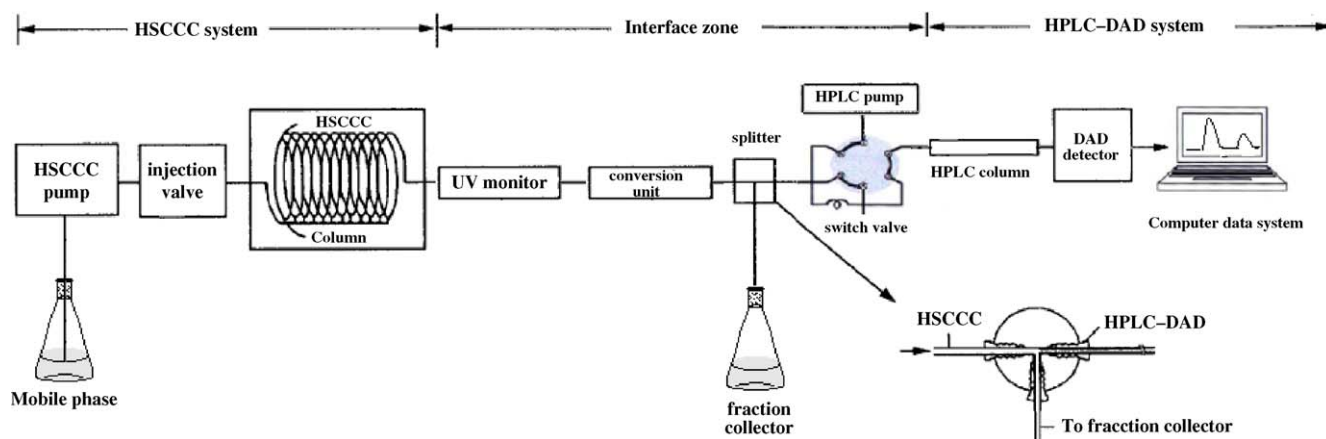 HSCCC system
Interface zone
HPLC–DAD system
HPLC pump
HSCCC
splitter
DAD
detector
HSCCC
pump
injection
valve
UV monitor
conversion
unit
HPLC column
Column
switch valve
Computer data system
HSCCC
HPLC–DAD
Mobile phase
fraction
collector
To fracction collector